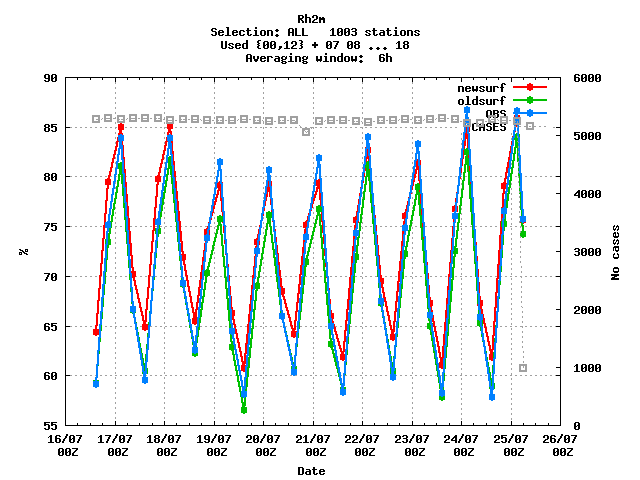 Rh2m
Selection: ALL   1003 stations
Used {00,12} + 07 08 ... 18
Averaging window:  6h
90 6000
newsurf
oldsurf
OBS
CASES
85 5000
80 4000
75
% No cases
70 3000
65 2000
60 1000
55 0
16/07 17/07 18/07 19/07 20/07 21/07 22/07 23/07 24/07 25/07 26/07
00Z 00Z 00Z 00Z 00Z 00Z 00Z 00Z 00Z 00Z 00Z
Date